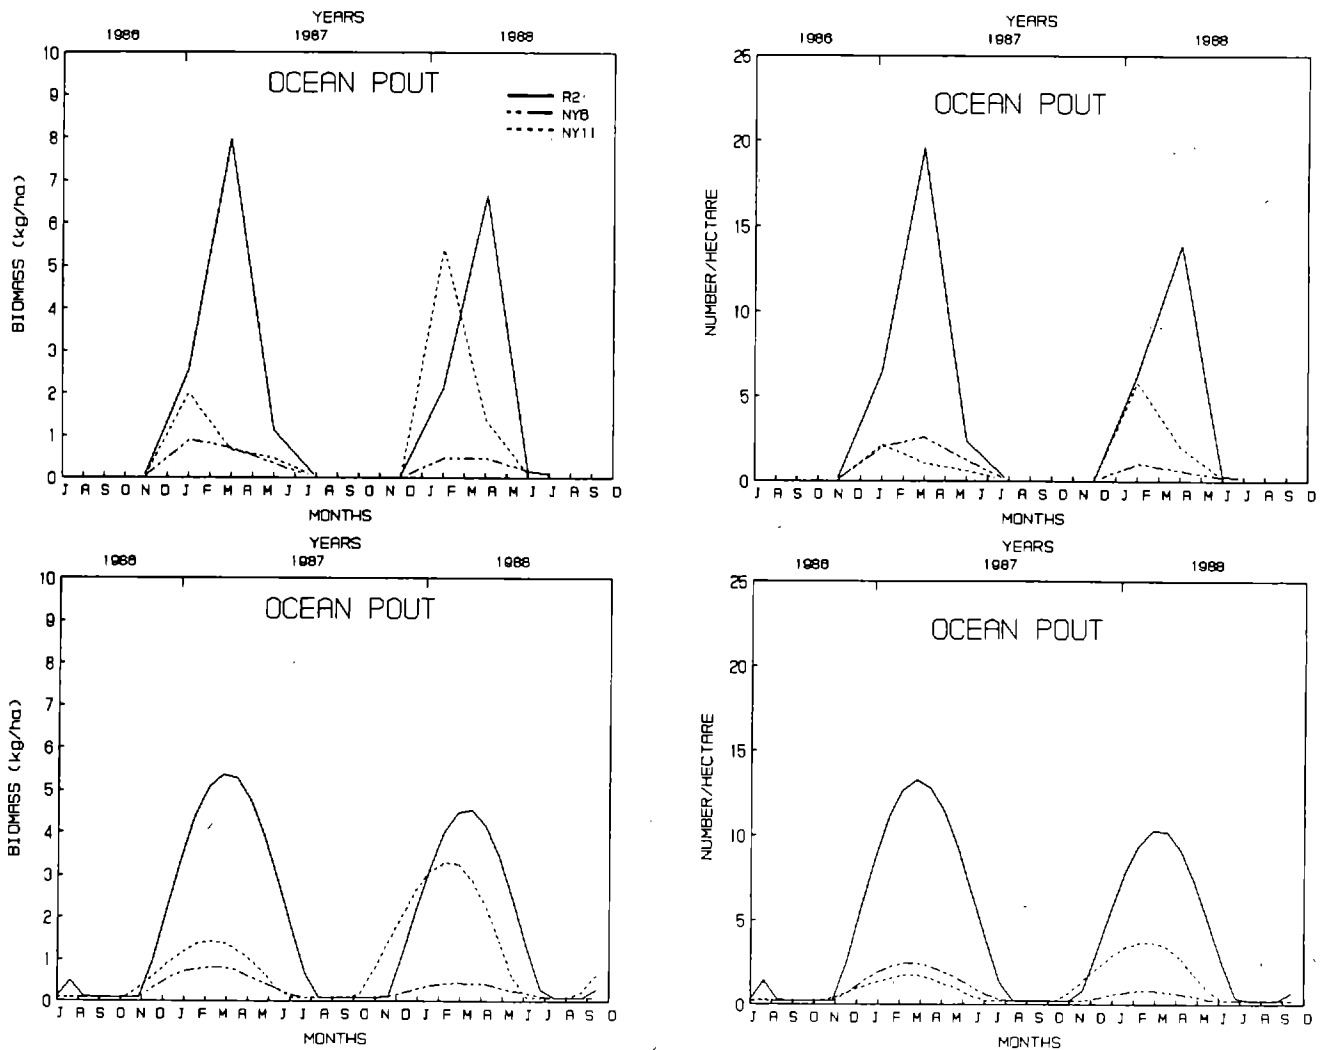 YEARS
1986 1987 1988
OCEAN POUT
R2
NY6
NY11
10
9
8
7
6
5
4
3
2
1
0
BIOMASS (kg/ha)
J A S O N D J F M A M J J A S O N D J F M A M J J A S O
MONTHS
YEARS
1986 1987 1988
OCEAN POUT
25
20
15
10
5
0
NUMBER/HECTARE
J A S O N D J F M A M J J A S O N D J F M A M J J A S O
MONTHS
YEARS
1986 1987 1988
OCEAN POUT
10
9
8
7
6
5
4
3
2
1
0
BIOMASS (kg/ha)
J A S O N D J F M A M J J A S O N D J F M A M J J A S O
MONTHS
YEARS
1986 1987 1988
OCEAN POUT
25
20
15
10
5
0
NUMBER/HECTARE
J A S O N D J F M A M J J A S O N D J F M A M J J A S O
MONTHS